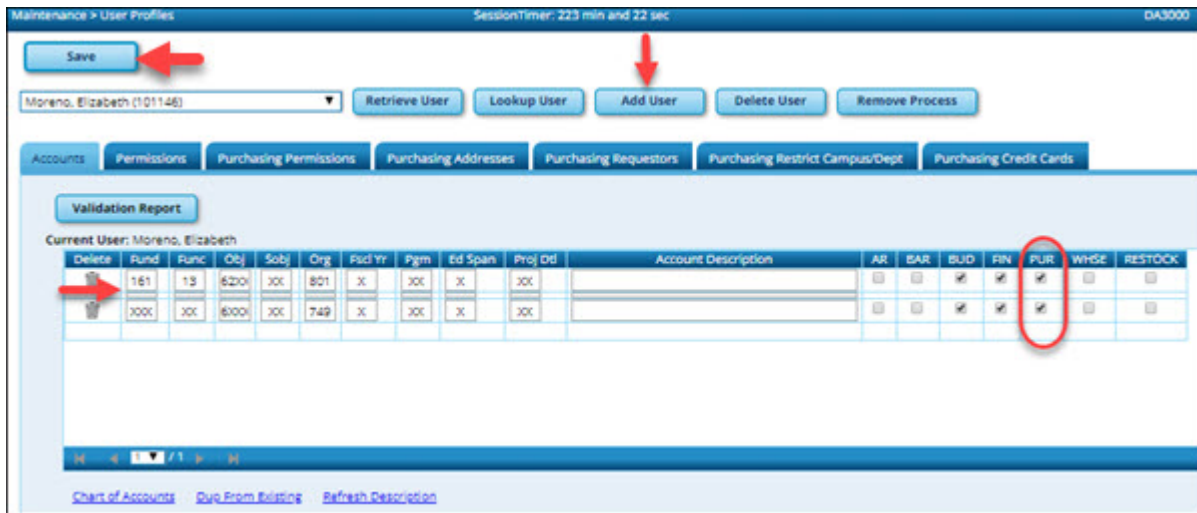 Maintenance > User Profiles SessionTimer: 223 min and 22 sec DA3000
Save
Moreno, Elizabeth (101146) Retrieve User Lookup User Add User Delete User Remove Process
Accounts Permissions Purchasing Permissions Purchasing Addresses Purchasing Requestors Purchasing Restrict Campus/Dept Purchasing Credit Cards
Validation Report
Current User: Moreno, Elizabeth
Delete Fund Func Obj Sobj Org Fscl Yr Pgm Ed Span Proj Dtl Account Description AR BAR BUD FIN PUR WHSE RESTOCK
161 13 XX 801 X XX X XX
XXX XX XX 749 X XX X XX
1 / 1
Chart of Accounts Dup From Existing Refresh Description